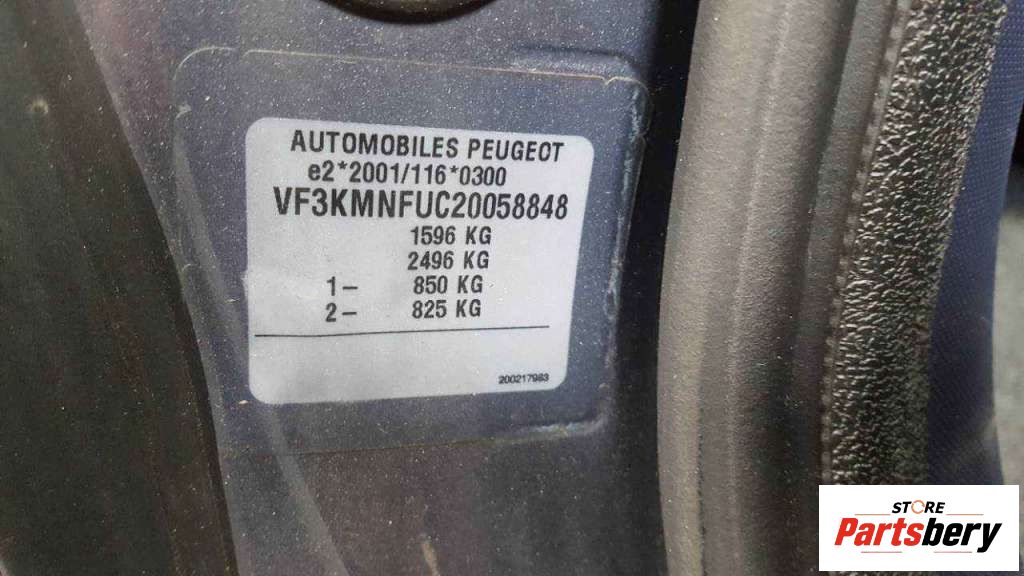 AUTOMOBILES PEUGEOT
e2*2001/116*0300
VF3KMNFUC20058848
1596 KG
2496 KG
1- 850 KG
2- 825 KG
200217983
STORE
Partsbery